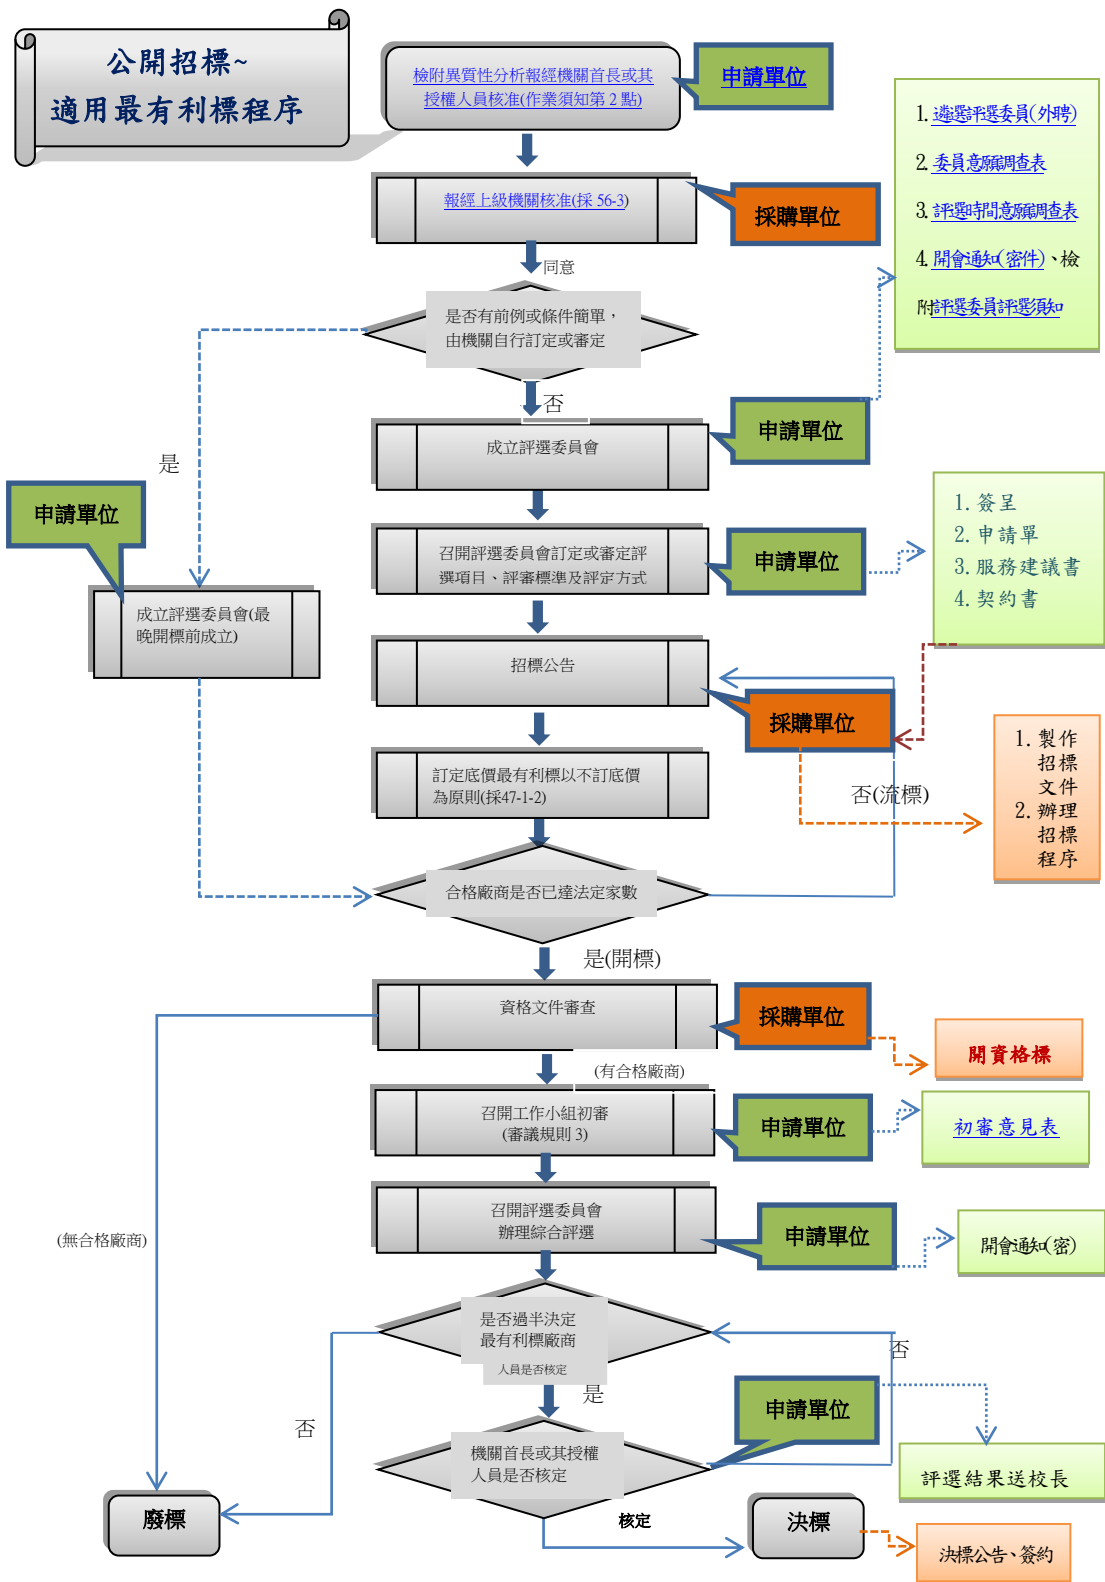 公開招標~
適用最有利標程序
檢附異質性分析報經機關首長或其
授權人員核准(作業須知第 2 點)
申請單位
1. 遴選評選委員(外聘)
2. 委員意願調查表
3. 評選時間意願調查表
4. 開會通知(密件)、檢
附評選委員評選須知
報經上級機關核准(採 56-3)
採購單位
同意
是否有前例或條件簡單，
由機關自行訂定或審定
否
是
成立評選委員會
申請單位
申請單位
成立評選委員會(最
晚開標前成立)
召開評選委員會訂定或審定評
選項目、評審標準及評定方式
申請單位
1. 簽呈
2. 申請單
3. 服務建議書
4. 契約書
招標公告
採購單位
1. 製作
招標
文件
2. 辦理
招標
程序
訂定底價最有利標以不訂底價
為原則(採47-1-2)
否(流標)
合格廠商是否已達法定家數
是(開標)
資格文件審查
採購單位
開資格標
(有合格廠商)
召開工作小組初審
(審議規則 3)
申請單位
初審意見表
召開評選委員會
辦理綜合評選
申請單位
開會通知(密)
(無合格廠商)
是否過半決定
最有利標廠商
人員是否核定
否
是
否
申請單位
機關首長或其授權
人員是否核定
評選結果送校長
廢標
核定
決標
決標公告、簽約